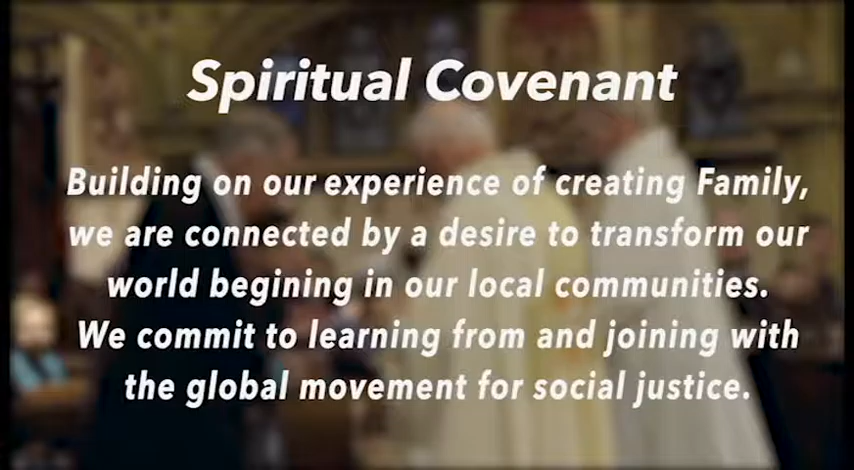 Spiritual Covenant
Building on our experience of creating Family,
we are connected by a desire to transform our
world begining in our local communities.
We commit to learning from and joining with
the global movement for social justice.